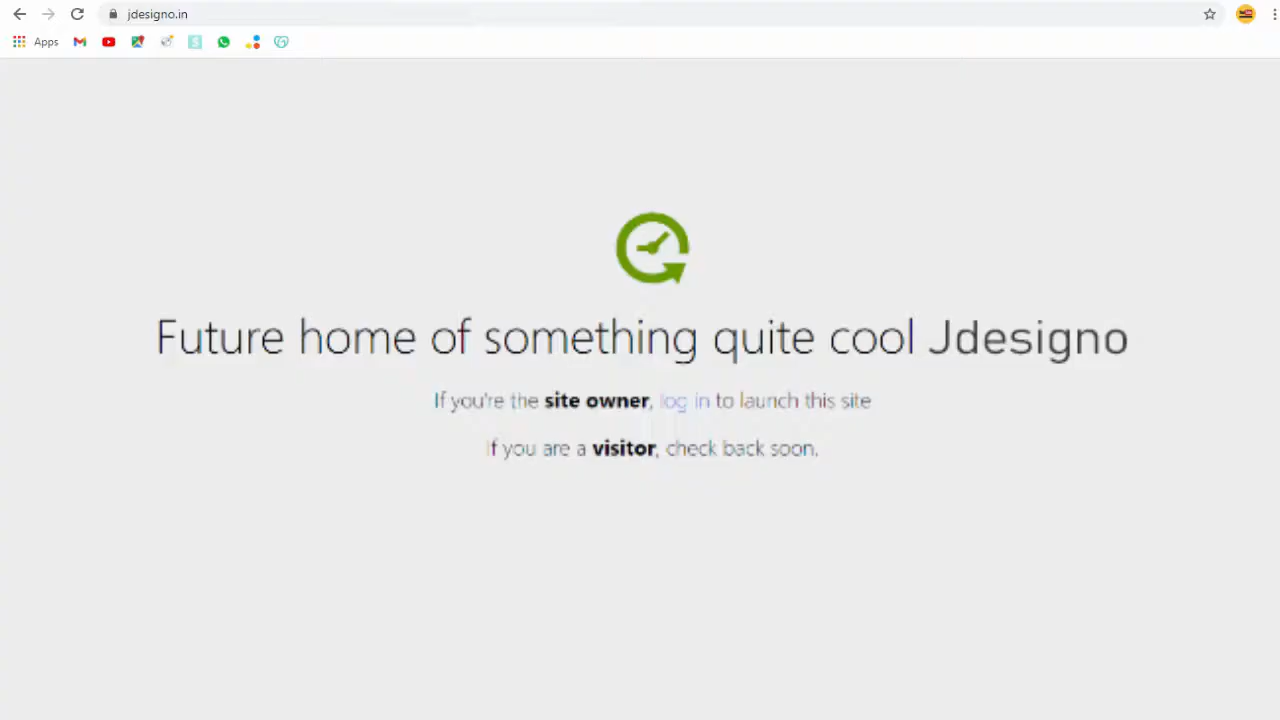 jdesigno.in
Apps
Future home of something quite cool Jdesigno
If you're the site owner, log in to launch this site
If you are a visitor, check back soon.